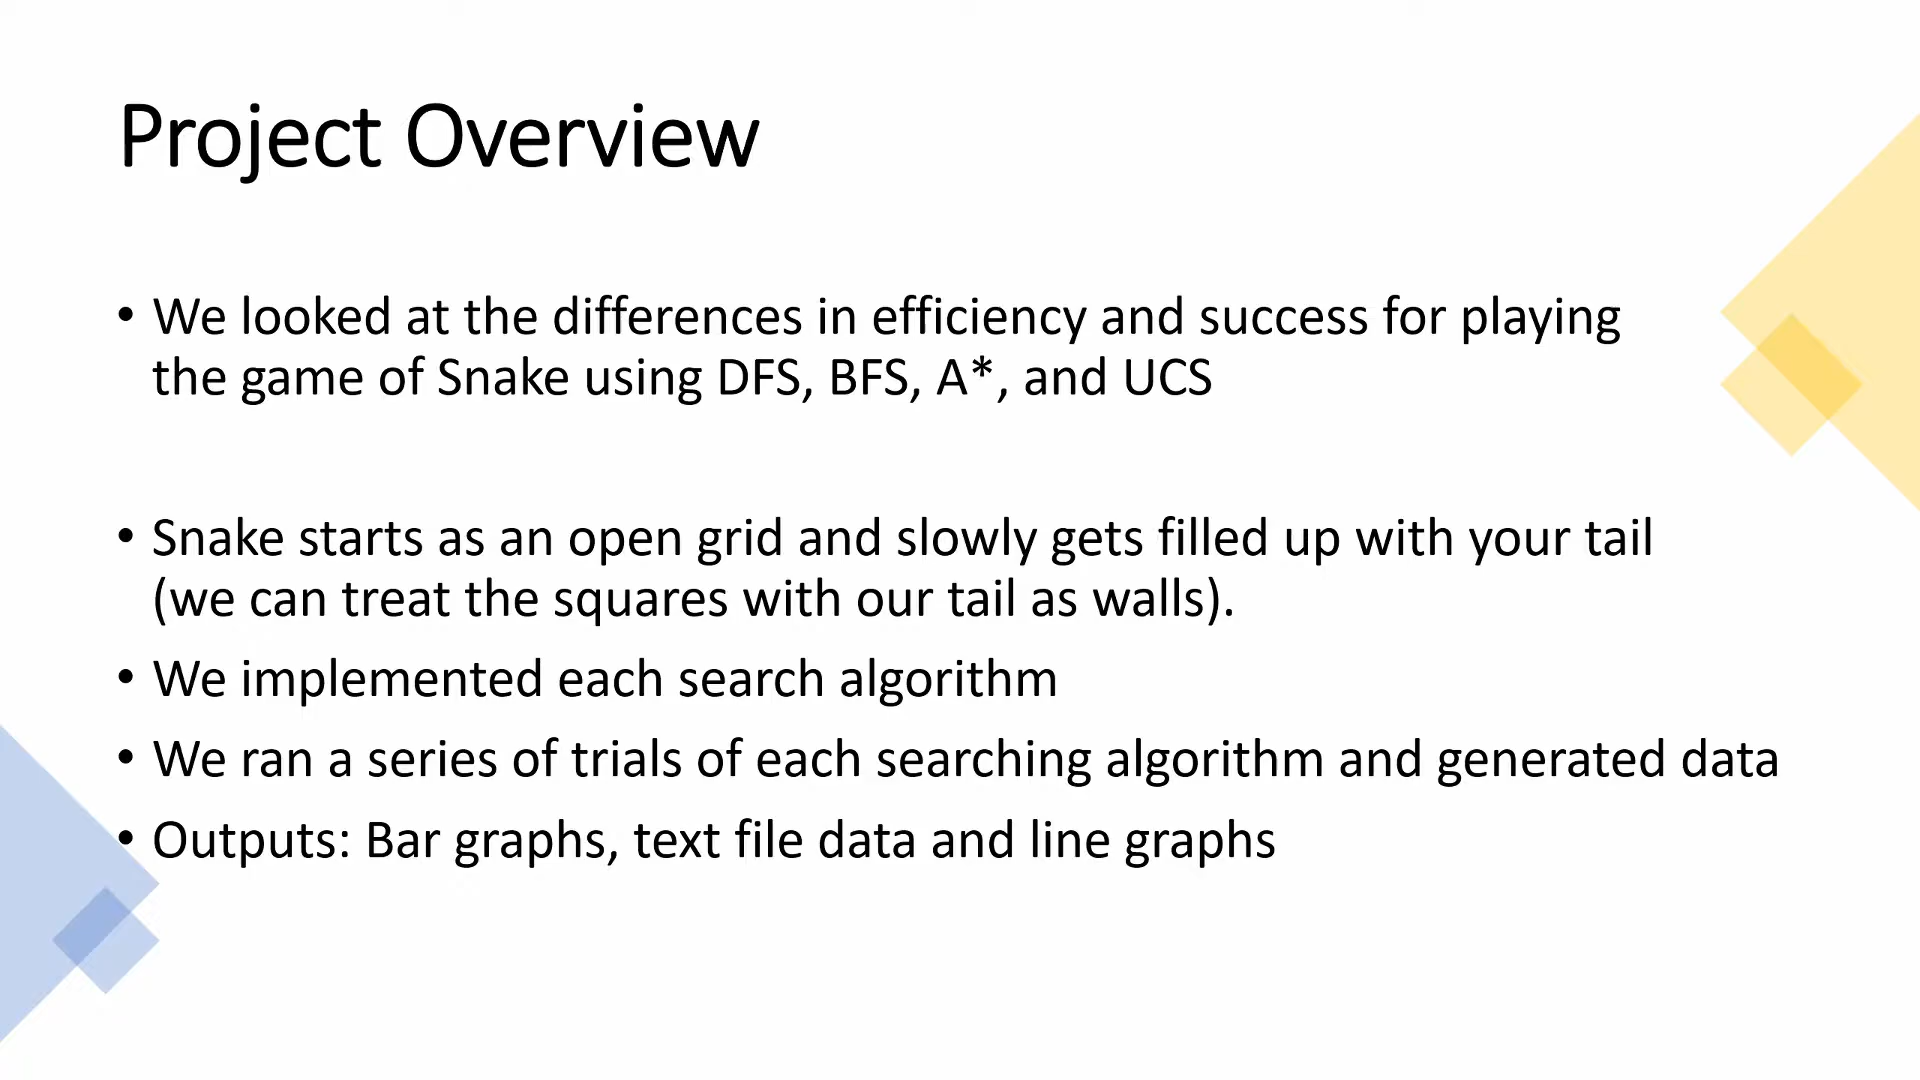 Project Overview
• We looked at the differences in efficiency and success for playing
the game of Snake using DFS, BFS, A*, and UCS
• Snake starts as an open grid and slowly gets filled up with your tail
(we can treat the squares with our tail as walls).
• We implemented each search algorithm
• We ran a series of trials of each searching algorithm and generated data
• Outputs: Bar graphs, text file data and line graphs